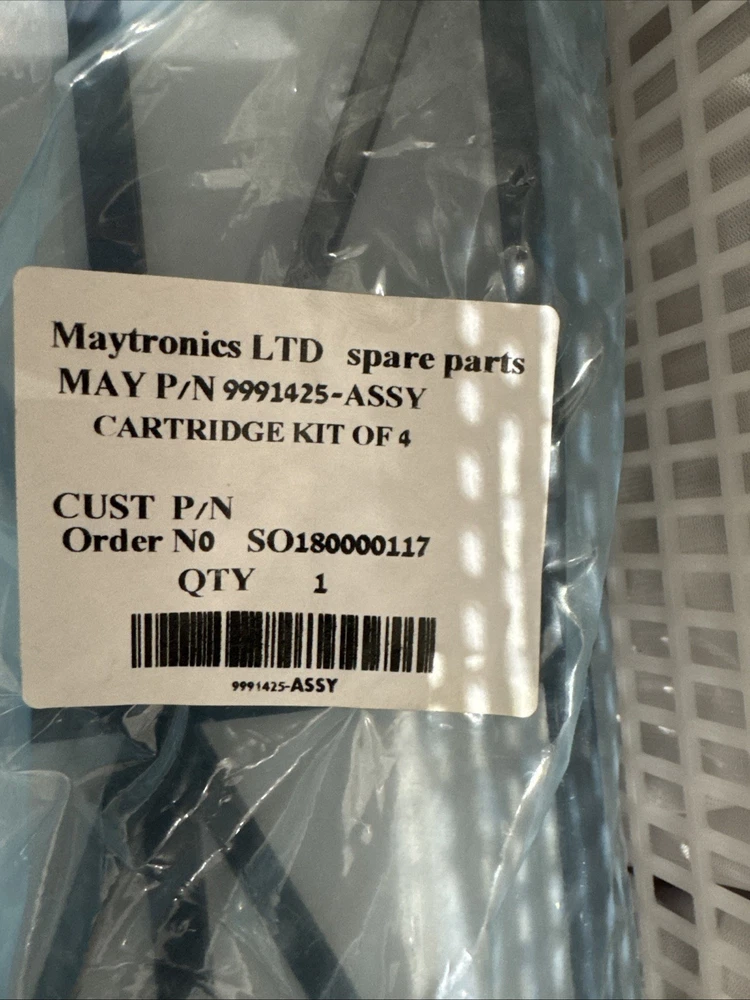 Maytronics LTD spare parts
MAY P/N 9991425-ASSY
CARTRIDGE KIT OF 4
CUST P/N
Order N0 SO180000117
QTY 1
9991425-ASSY